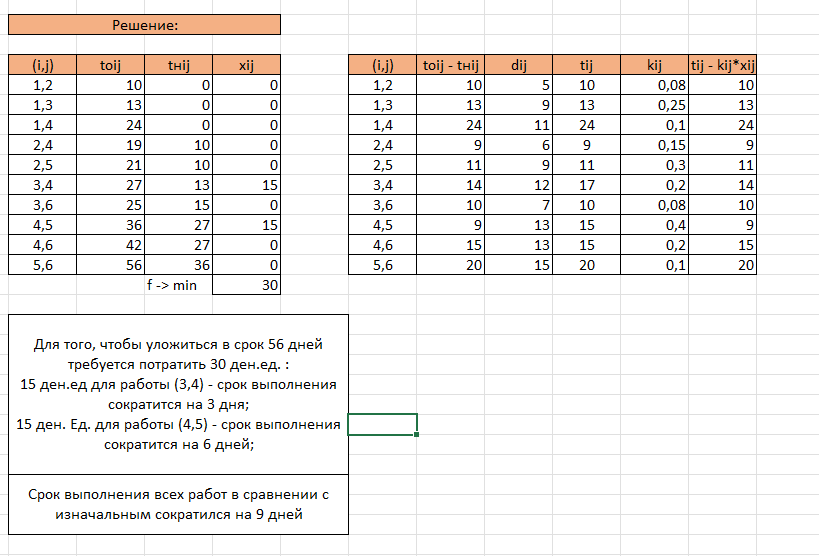 Решение:
(i,j) toij tнij xij (i,j) toij - tнij dij tij kij tij - kij*xij
1,2 10 0 0 1,2 10 5 10 0,08 10
1,3 13 0 0 1,3 13 9 13 0,25 13
1,4 24 0 0 1,4 24 11 24 0,1 24
2,4 19 10 0 2,4 9 6 9 0,15 9
2,5 21 10 0 2,5 11 9 11 0,3 11
3,4 27 13 15 3,4 14 12 17 0,2 14
3,6 25 15 0 3,6 10 7 10 0,08 10
4,5 36 27 15 4,5 9 13 15 0,4 9
4,6 42 27 0 4,6 15 13 15 0,2 15
5,6 56 36 0 5,6 20 15 20 0,1 20
f -> min 30
Для того, чтобы уложиться в срок 56 дней
требуется потратить 30 ден.ед. :
15 ден.ед для работы (3,4) - срок выполнения
сократится на 3 дня;
15 ден. Ед. для работы (4,5) - срок выполнения
сократится на 6 дней;
Срок выполнения всех работ в сравнении с
изначальным сократился на 9 дней